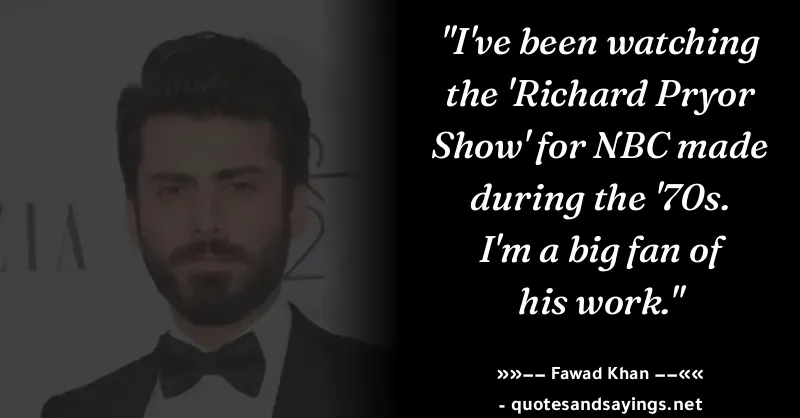 "I've been watching
the 'Richard Pryor
Show' for NBC made
during the '70s.
I'm a big fan of
his work."
»»−− Fawad Khan −−««
- quotesandsayings.net
ZIA